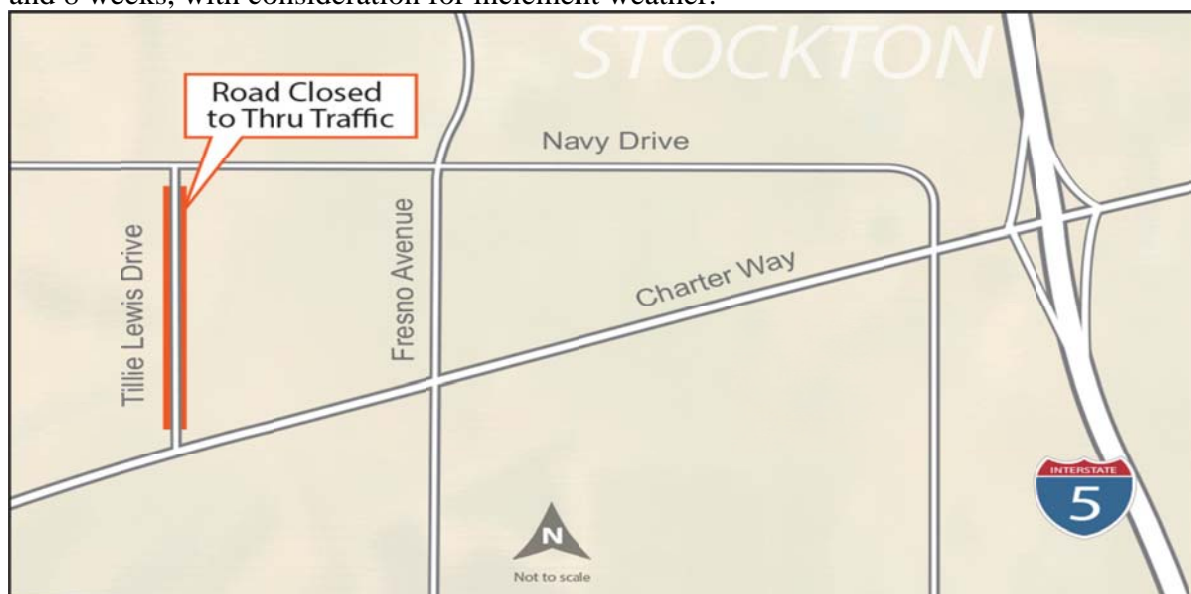 and 8 weeks, with consideration for inclement weather.
STOCKTON
Road Closed
to Thru Traffic
Navy Drive
Tillie Lewis Drive
Fresno Avenue
Charter Way
INTERSTATE
5
N
Not to scale